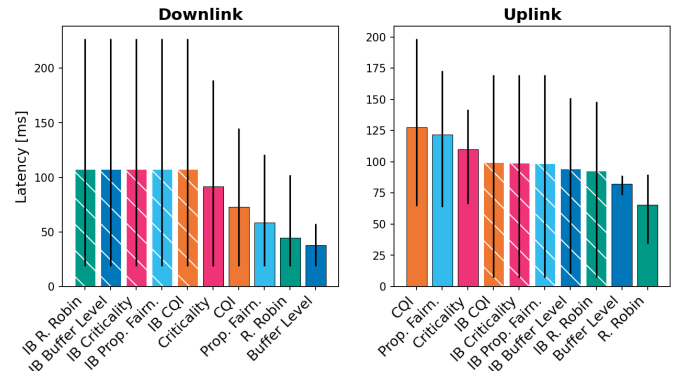 Downlink
Uplink
Latency [ms]
200
150
100
50
0
IB R. Robin
IB Buffer Level
IB Criticality
IB Prop. Fairn.
IB CQI
Criticality
CQI
Prop. Fairn.
R. Robin
Buffer Level
200
175
150
125
100
75
50
25
0
CQI
Prop. Fairn.
Criticality
IB CQI
IB Criticality
IB Prop. Fairn.
IB Buffer Level
IB R. Robin
Buffer Level
R. Robin